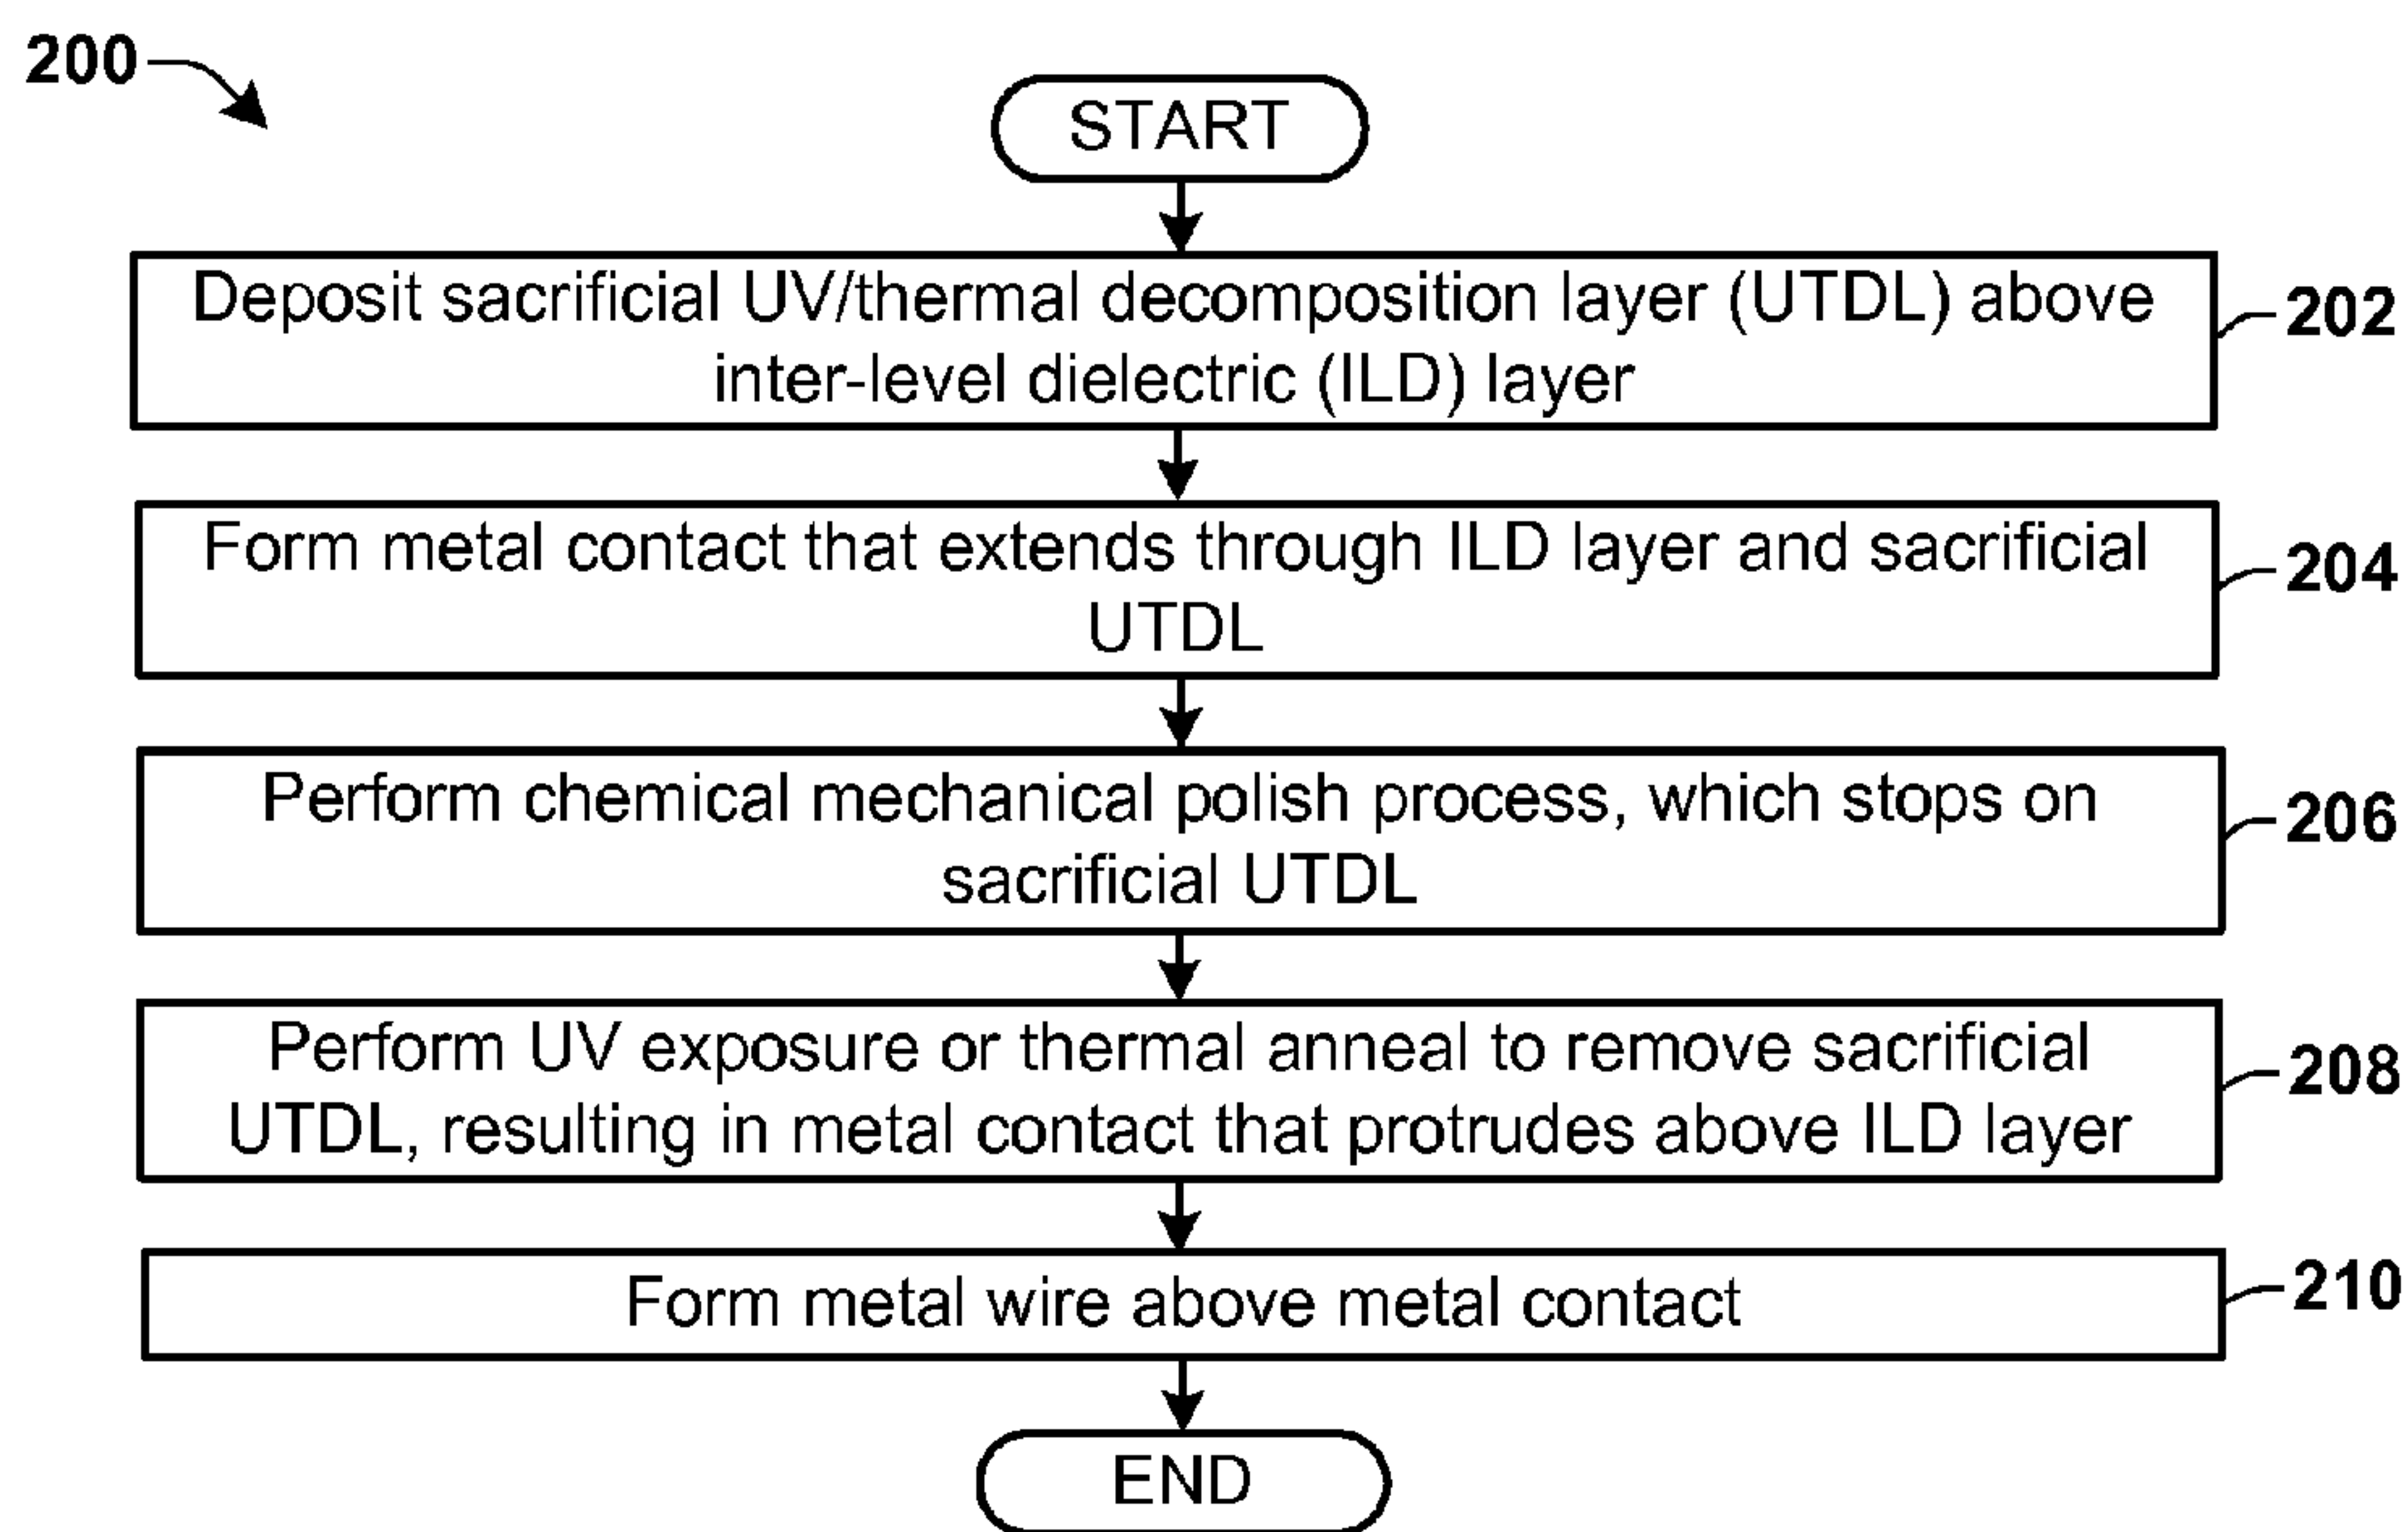 200
START
Deposit sacrificial UV/thermal decomposition layer (UTDL) above
inter-level dielectric (ILD) layer
202
Form metal contact that extends through ILD layer and sacrificial
UTDL
204
Perform chemical mechanical polish process, which stops on
sacrificial UTDL
206
Perform UV exposure or thermal anneal to remove sacrificial
UTDL, resulting in metal contact that protrudes above ILD layer
208
Form metal wire above metal contact
210
END